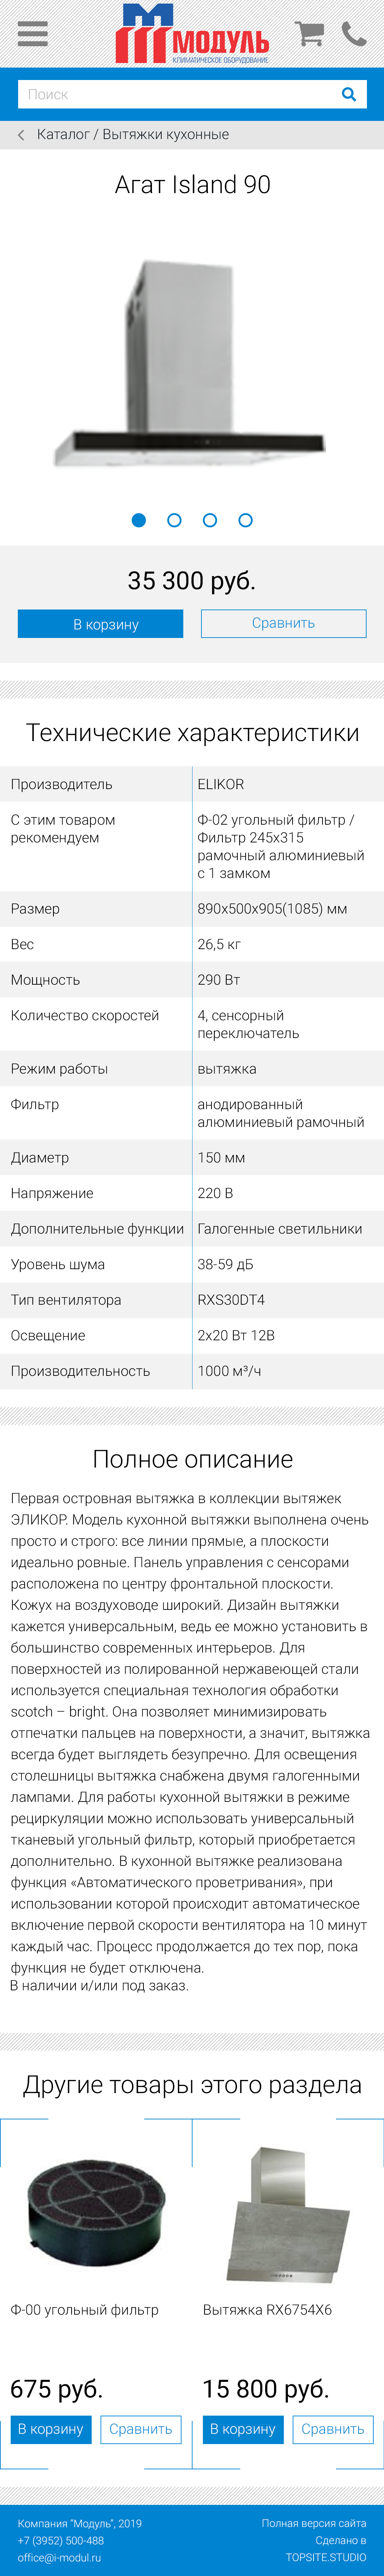 МОДУЛЬ
КЛИМАТИЧЕСКОЕ ОБОРУДОВАНИЕ
Поиск
Каталог / Вытяжки кухонные
Агат Island 90
35 300 руб.
В корзину
Сравнить
Технические характеристики
Производитель
ELIKOR
С этим товаром
рекомендуем
Ф-02 угольный фильтр /
Фильтр 245х315
рамочный алюминиевый
с 1 замком
Размер
890х500х905(1085) мм
Вес
26,5 кг
Мощность
290 Вт
Количество скоростей
4, сенсорный
переключатель
Режим работы
вытяжка
Фильтр
анодированный
алюминиевый рамочный
Диаметр
150 мм
Напряжение
220 В
Дополнительные функции
Галогенные светильники
Уровень шума
38-59 дБ
Тип вентилятора
RXS30DT4
Освещение
2х20 Вт 12В
Производительность
1000 м³/ч
Полное описание
Первая островная вытяжка в коллекции вытяжек
ЭЛИКОР. Модель кухонной вытяжки выполнена очень
просто и строго: все линии прямые, а плоскости
идеально ровные. Панель управления с сенсорами
расположена по центру фронтальной плоскости.
Кожух на воздуховоде широкий. Дизайн вытяжки
кажется универсальным, ведь ее можно установить в
большинство современных интерьеров. Для
поверхностей из полированной нержавеющей стали
используется специальная технология обработки
scotch – bright. Она позволяет минимизировать
отпечатки пальцев на поверхности, а значит, вытяжка
всегда будет выглядеть безупречно. Для освещения
столешницы вытяжка снабжена двумя галогенными
лампами. Для работы кухонной вытяжки в режиме
рециркуляции можно использовать универсальный
тканевый угольный фильтр, который приобретается
дополнительно. В кухонной вытяжке реализована
функция «Автоматического проветривания», при
использовании которой происходит автоматическое
включение первой скорости вентилятора на 10 минут
каждый час. Процесс продолжается до тех пор, пока
функция не будет отключена.
В наличии и/или под заказ.
Другие товары этого раздела
Ф-00 угольный фильтр
675 руб.
В корзину
Сравнить
Вытяжка RX6754X6
15 800 руб.
В корзину
Сравнить
Компания "Модуль", 2019
+7 (3952) 500-488
office@i-modul.ru
Полная версия сайта
Сделано в
TOPSITE.STUDIO